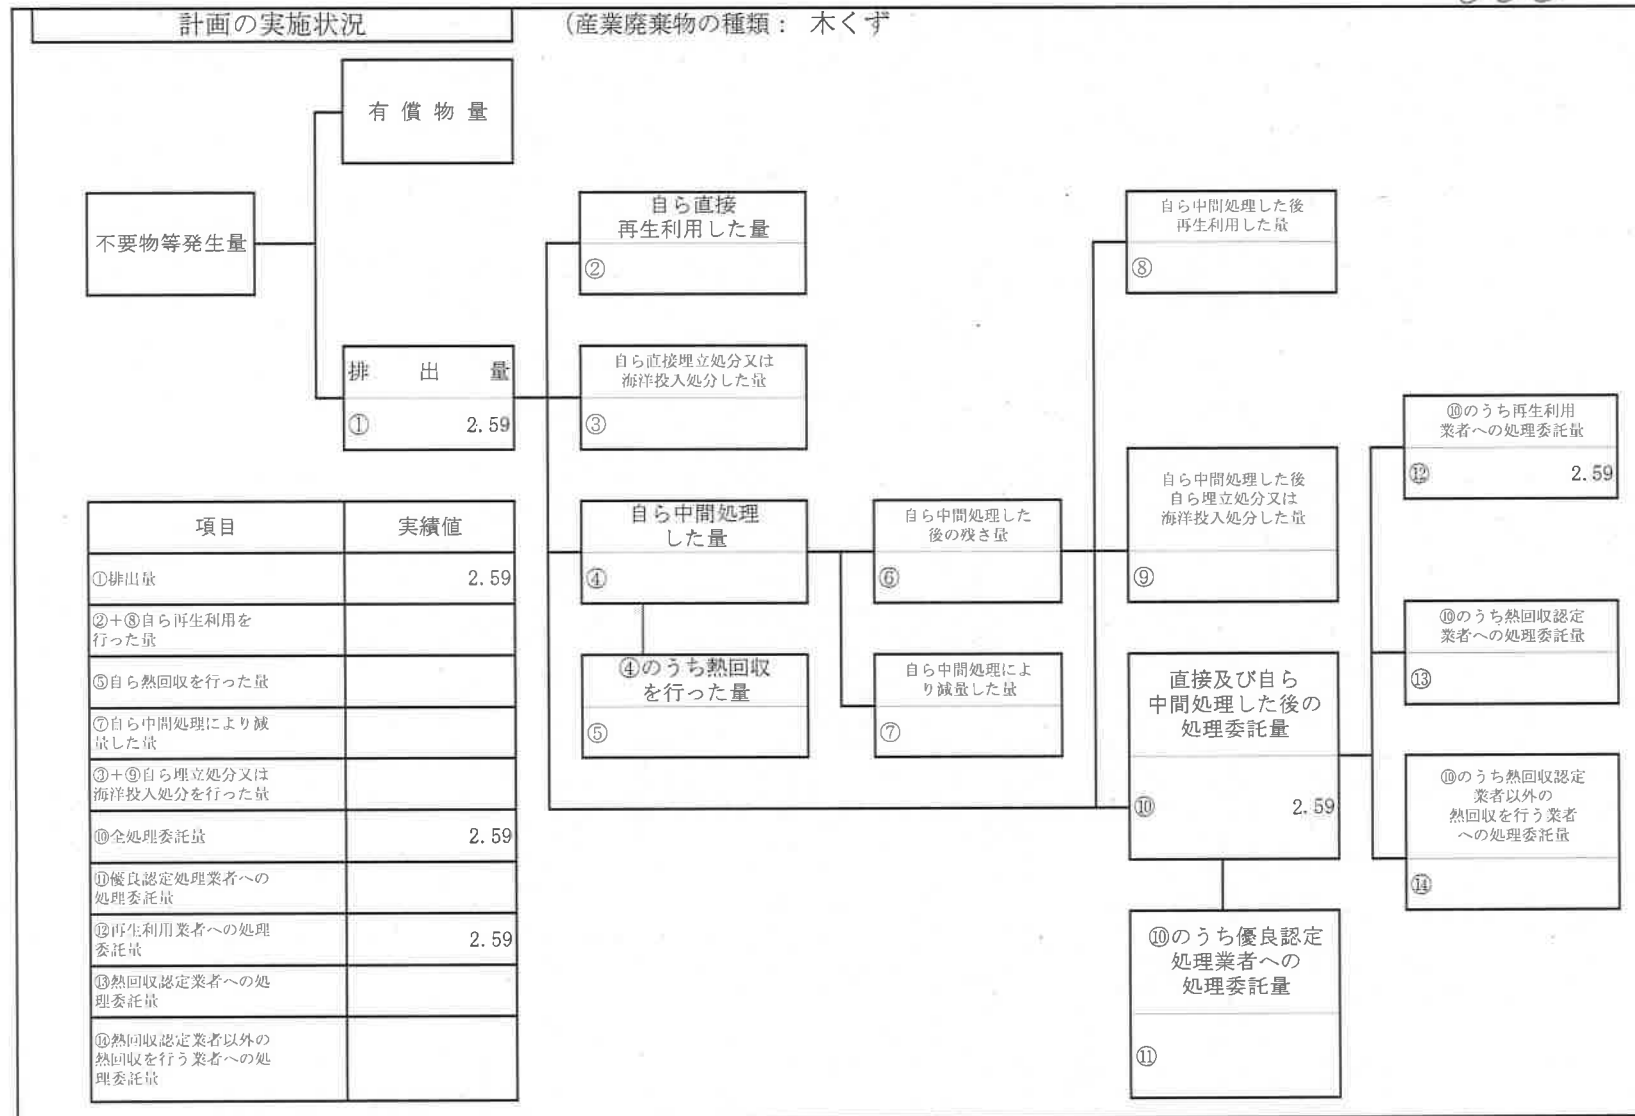 計画の実施状況
(産業廃棄物の種類： 木くず
有 償 物 量
不要物等発生量
排 出 量
① 2.59
自ら直接
再生利用した量
②
自ら直接埋立処分又は
海洋投入処分した量
③
自ら中間処理
した量
④
④のうち熱回収
を行った量
⑤
自ら中間処理した
後の残さ量
⑥
自ら中間処理によ
り減量した量
⑦
自ら中間処理した後
再生利用した量
⑧
自ら中間処理した後
自ら埋立処分又は
海洋投入処分した量
⑨
直接及び自ら
中間処理した後の
処理委託量
⑩ 2.59
⑩のうち優良認定
処理業者への
処理委託量
⑪
⑩のうち再生利用
業者への処理委託量
⑫ 2.59
⑩のうち熱回収認定
業者への処理委託量
⑬
⑩のうち熱回収認定
業者以外の
熱回収を行う業者
への処理委託量
⑭
項目 実績値
①排出量 2.59
②＋⑧自ら再生利用を
行った量
⑤自ら熱回収を行った量
⑦自ら中間処理により減
量した量
③＋⑨自ら埋立処分又は
海洋投入処分を行った量
⑩全処理委託量 2.59
⑪優良認定処理業者への
処理委託量
⑫再生利用業者への処理
委託量 2.59
⑬熱回収認定業者への処
理委託量
⑭熱回収認定業者以外の
熱回収を行う業者への処
理委託量